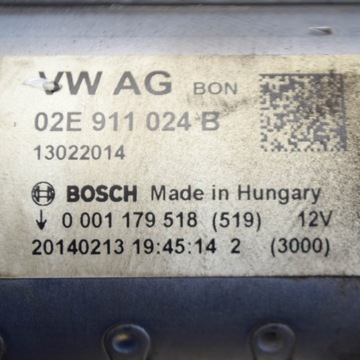 VW AG BON
02E 911 024 B
13022014
BOSCH Made in Hungary
↓ 0 001 179 518 (519) 12V
20140213 19:45:14 2 (3000)